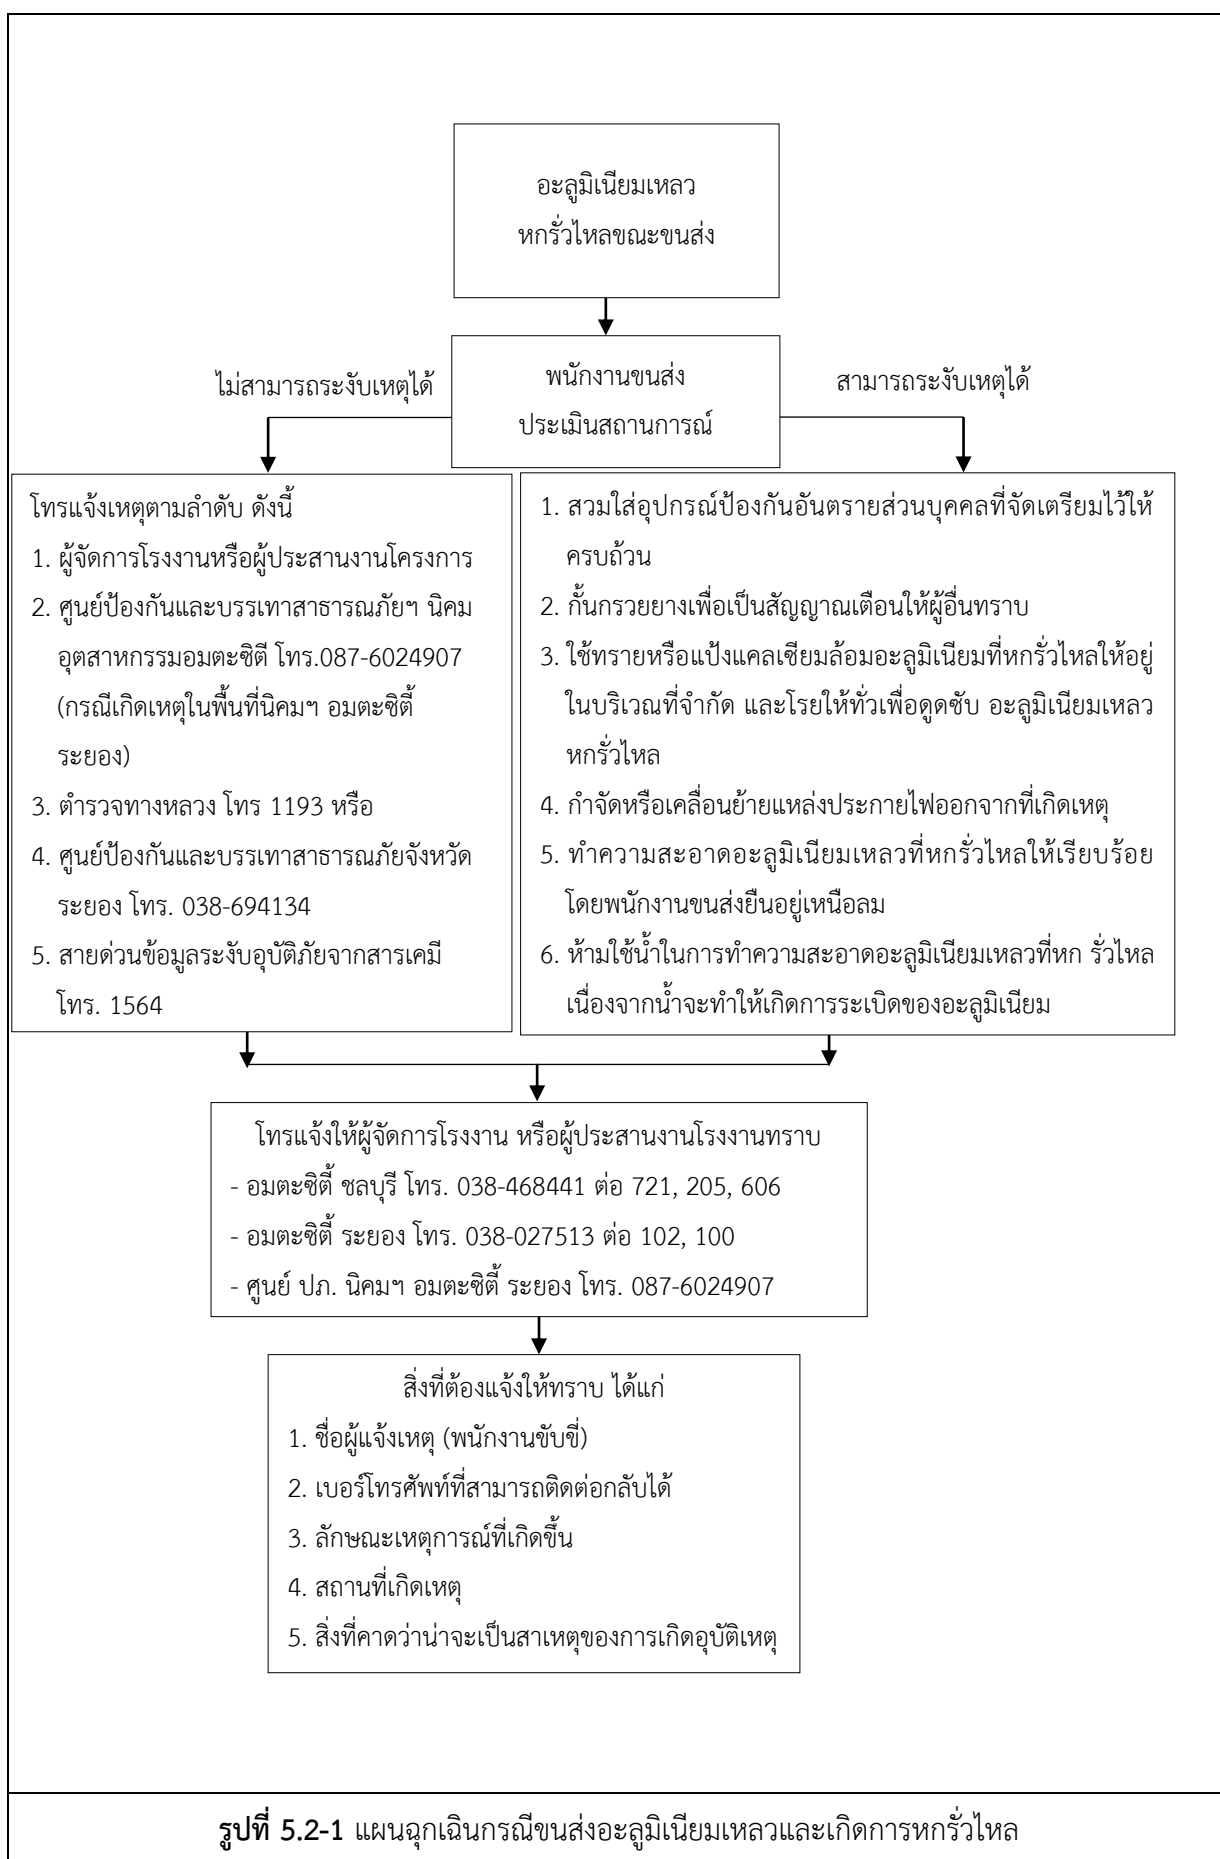 อะลูมิเนียมเหลว
หกรั่วไหลขณะขนส่ง
พนักงานขนส่ง
ประเมินสถานการณ์
ไม่สามารถระงับเหตุได้
สามารถระงับเหตุได้
โทรแจ้งเหตุตามลำดับ ดังนี้
1. ผู้จัดการโรงงานหรือผู้ประสานงานโครงการ
2. ศูนย์ป้องกันและบรรเทาสาธารณภัยฯ นิคม
อุตสาหกรรมอมตะซิตี โทร.087-6024907
(กรณีเกิดเหตุในพื้นที่นิคมฯ อมตะซิตี้
ระยอง)
3. ตำรวจทางหลวง โทร 1193 หรือ
4. ศูนย์ป้องกันและบรรเทาสาธารณภัยจังหวัด
ระยอง โทร. 038-694134
5. สายด่วนข้อมูลระงับอุบัติภัยจากสารเคมี
โทร. 1564
1. สวมใส่อุปกรณ์ป้องกันอันตรายส่วนบุคคลที่จัดเตรียมไว้ให้
ครบถ้วน
2. กั้นกรวยยางเพื่อเป็นสัญญาณเตือนให้ผู้อื่นทราบ
3. ใช้ทรายหรือแป้งแคลเซียมล้อมอะลูมิเนียมที่หกรั่วไหลให้อยู่
ในบริเวณที่จำกัด และโรยให้ทั่วเพื่อดูดซับ อะลูมิเนียมเหลว
หกรั่วไหล
4. กำจัดหรือเคลื่อนย้ายแหล่งประกายไฟออกจากที่เกิดเหตุ
5. ทำความสะอาดอะลูมิเนียมเหลวที่หกรั่วไหลให้เรียบร้อย
โดยพนักงานขนส่งยืนอยู่เหนือลม
6. ห้ามใช้น้ำในการทำความสะอาดอะลูมิเนียมเหลวที่หก รั่วไหล
เนื่องจากน้ำจะทำให้เกิดการระเบิดของอะลูมิเนียม
โทรแจ้งให้ผู้จัดการโรงงาน หรือผู้ประสานงานโรงงานทราบ
- อมตะซิตี้ ชลบุรี โทร. 038-468441 ต่อ 721, 205, 606
- อมตะซิตี้ ระยอง โทร. 038-027513 ต่อ 102, 100
- ศูนย์ ปภ. นิคมฯ อมตะซิตี้ ระยอง โทร. 087-6024907
สิ่งที่ต้องแจ้งให้ทราบ ได้แก่
1. ชื่อผู้แจ้งเหตุ (พนักงานขับขี่)
2. เบอร์โทรศัพท์ที่สามารถติดต่อกลับได้
3. ลักษณะเหตุการณ์ที่เกิดขึ้น
4. สถานที่เกิดเหตุ
5. สิ่งที่คาดว่าน่าจะเป็นสาเหตุของการเกิดอุบัติเหตุ
รูปที่ 5.2-1 แผนฉุกเฉินกรณีขนส่งอะลูมิเนียมเหลวและเกิดการหกรั่วไหล